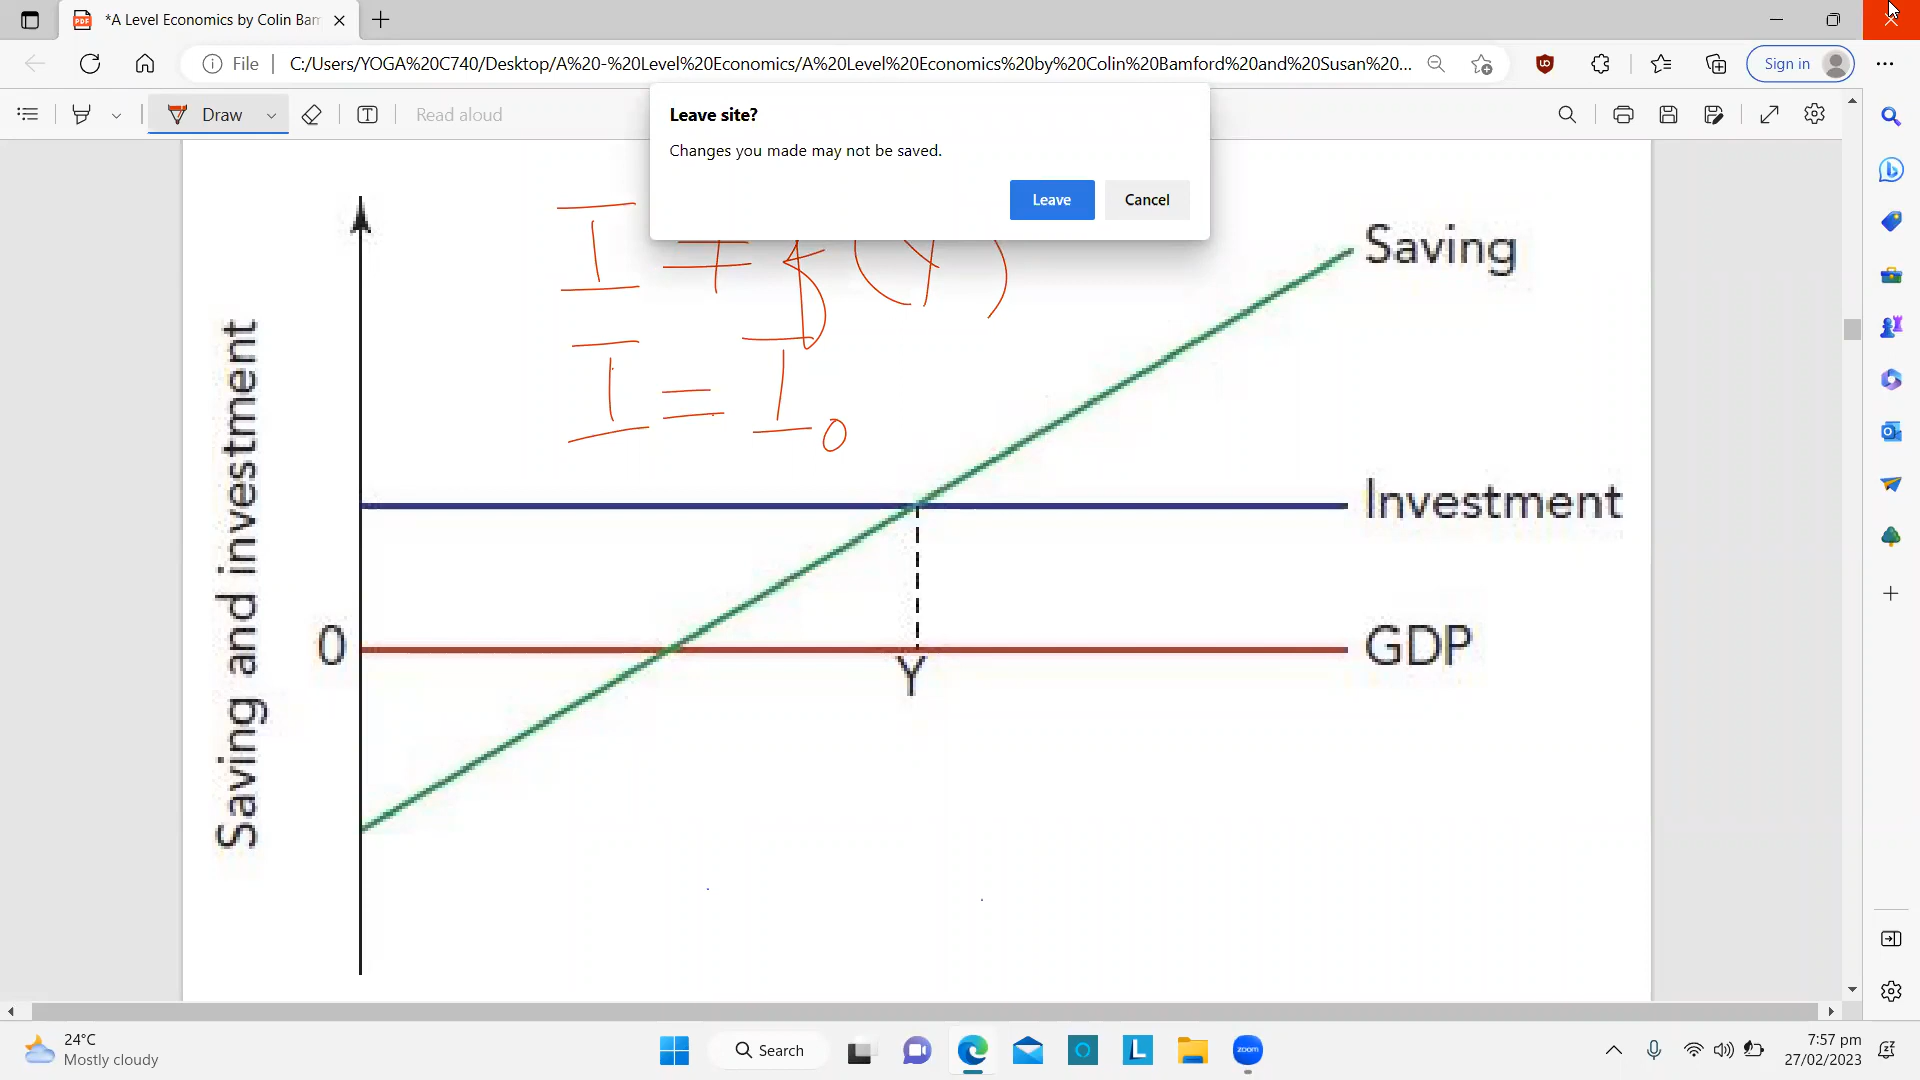 *A Level Economics by Colin Bam
File
C:/Users/YOGA%20C740/Desktop/A%20-%20Level%20Economics/A%20Level%20Economics%20by%20Colin%20Bamford%20and%20Susan%20...
Sign in
Draw
Read aloud
Leave site?
Changes you made may not be saved.
Leave
Cancel
I ≠ f(Y)
I = I₀
Saving
Investment
GDP
0
Y
Saving and investment
24°C
Mostly cloudy
Search
zoom
7:57 pm
27/02/2023